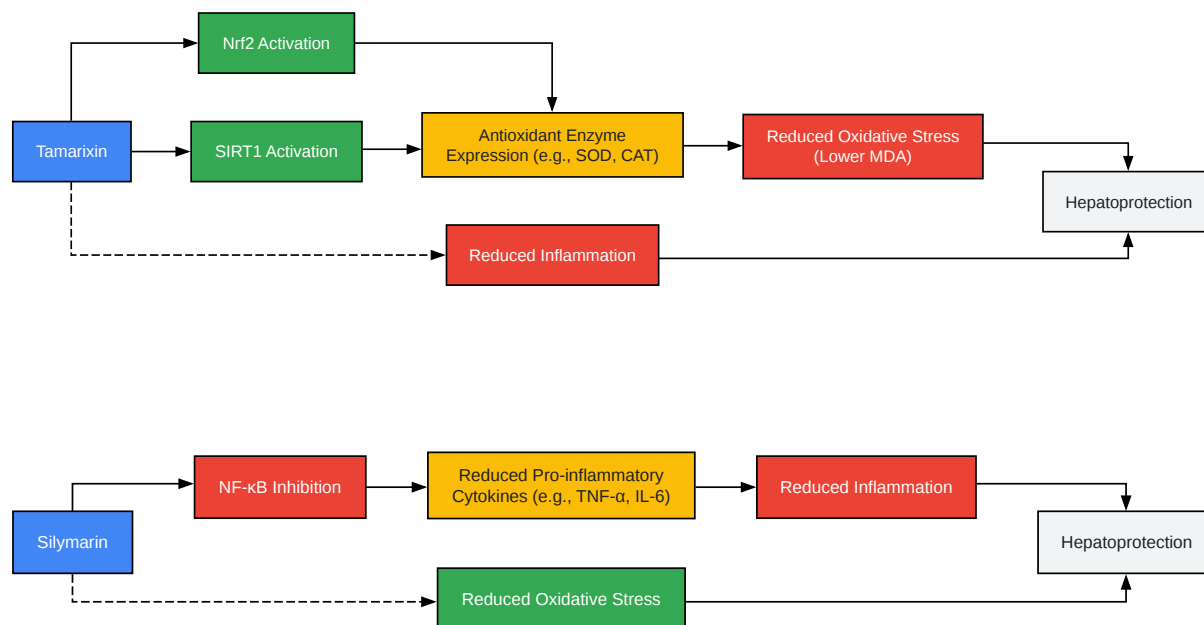 Nrf2 Activation
Tamarixin
SIRT1 Activation
Antioxidant Enzyme
Expression (e.g., SOD, CAT)
Reduced Oxidative Stress
(Lower MDA)
Hepatoprotection
Reduced Inflammation
NF-κB Inhibition
Reduced Pro-inflammatory
Cytokines (e.g., TNF-α, IL-6)
Reduced Inflammation
Silymarin
Hepatoprotection
Reduced Oxidative Stress